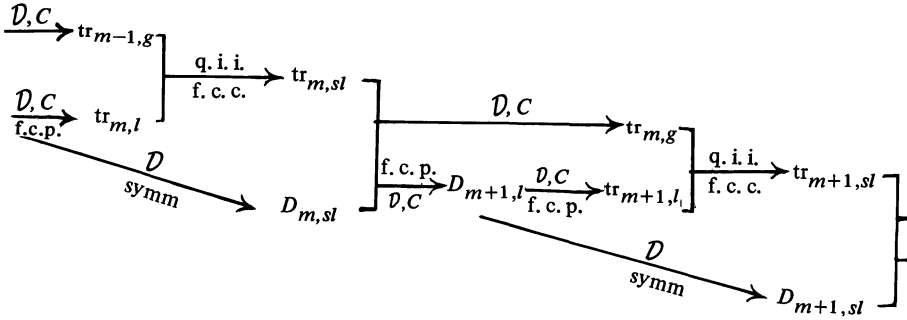 𝒟, C tr_{m−1,g}
q. i. i. tr_{m,sl}
f. c. c.
𝒟, C tr_{m,l}
f.c.p.
𝒟
symm
D_{m,sl}
𝒟, C tr_{m,g}
f. c. p. D_{m+1,l} 𝒟, C tr_{m+1,l}
𝒟,C f. c. p.
q. i. i. tr_{m+1,sl}
f. c. c.
𝒟
symm
D_{m+1,sl}